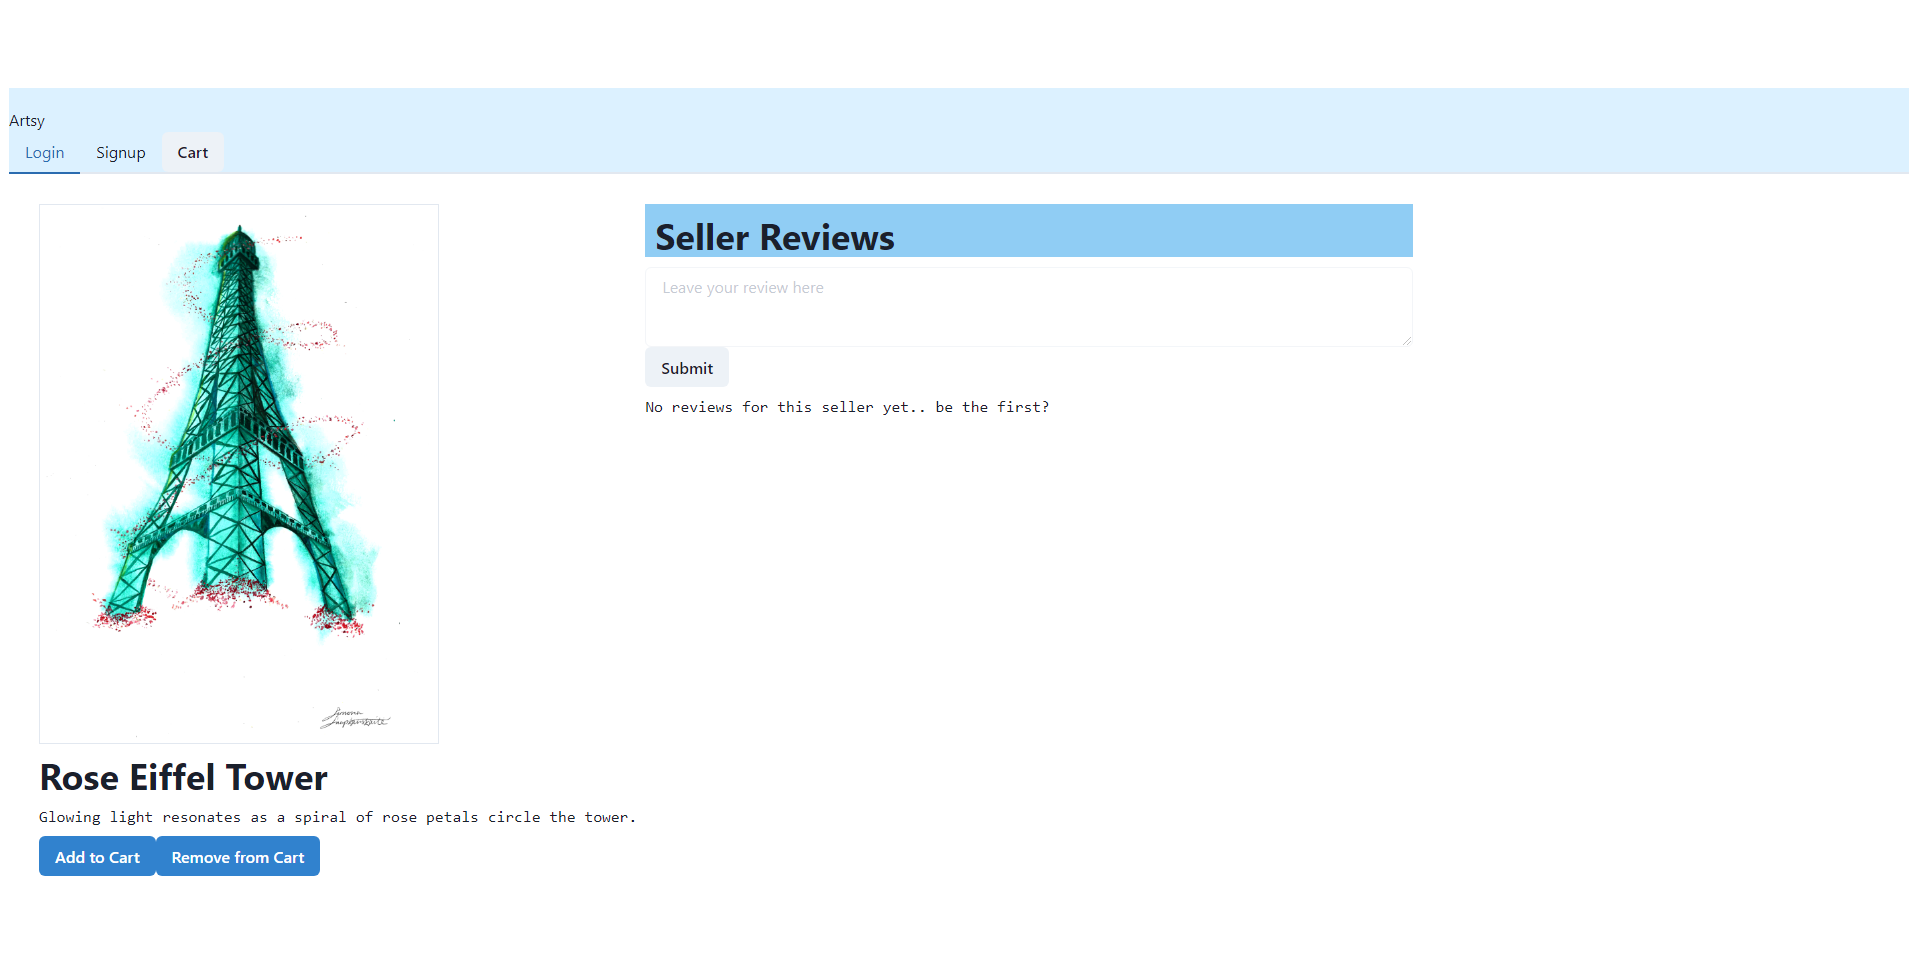 Artsy
Login Signup Cart
Seller Reviews
Leave your review here
Submit
No reviews for this seller yet.. be the first?
Rose Eiffel Tower
Glowing light resonates as a spiral of rose petals circle the tower.
Add to Cart Remove from Cart